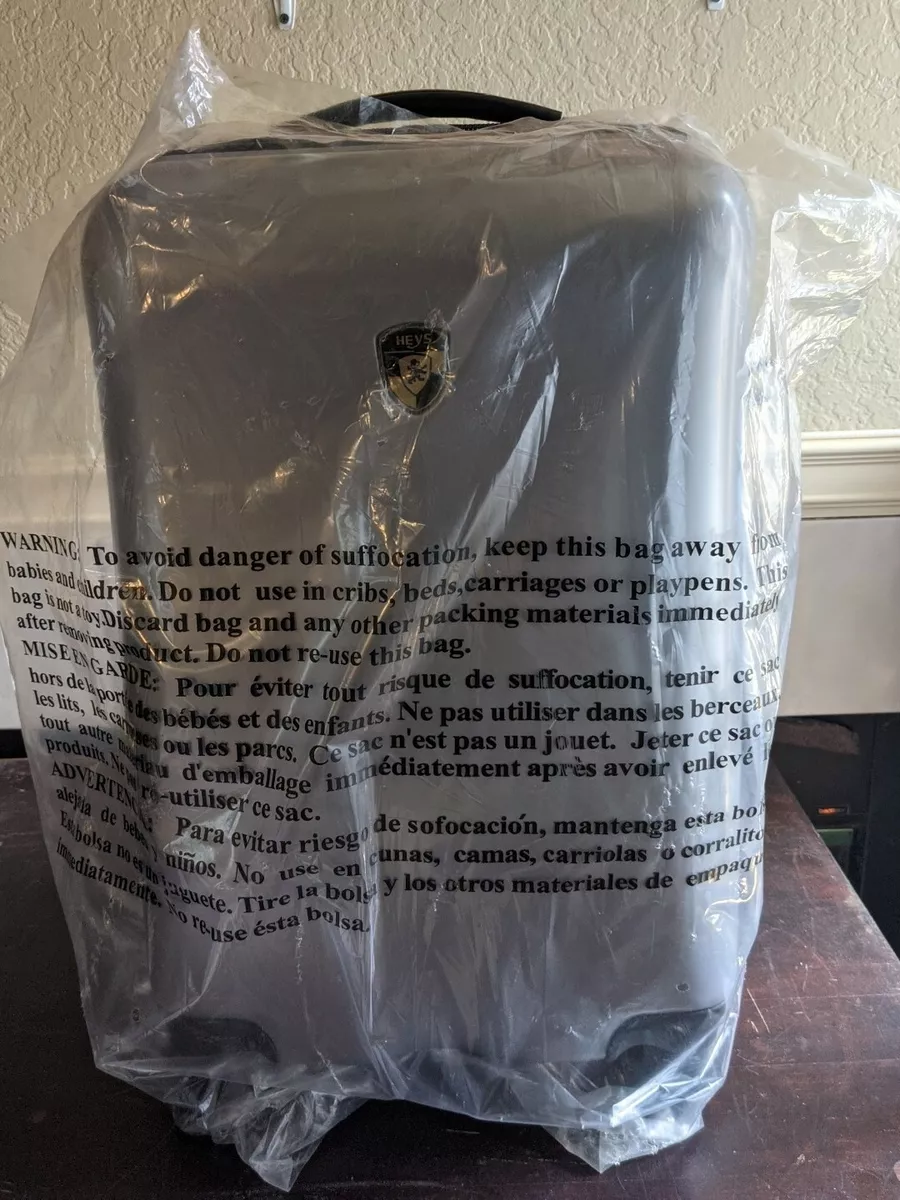 HEYS
WARNING: To avoid danger of suffocation, keep this bag away from
babies and children. Do not use in cribs, beds,carriages or playpens. This
bag is not a toy.Discard bag and any other packing materials immediately
after removing product. Do not re-use this bag.
MISE EN GARDE: Pour éviter tout risque de suffocation, tenir ce sac
hors de la portée des bébés et des enfants. Ne pas utiliser dans les berceaux,
les lits, les ou les parcs. Ce sac n'est pas un jouet. Jeter ce sac
tout autre matériau d'emballage immédiatement après avoir enlevé
produits. Ne ré-utiliser ce sac.
ADVERTENCIA: Para evitar riesgo de sofocación, mantenga esta
alejada de bebés y niños. No use en cunas, camas, carriolas o
Esta bolsa no es un juguete. Tire la bolsa y los otros materiales de
immediatamente. No re-use ésta bolsa.